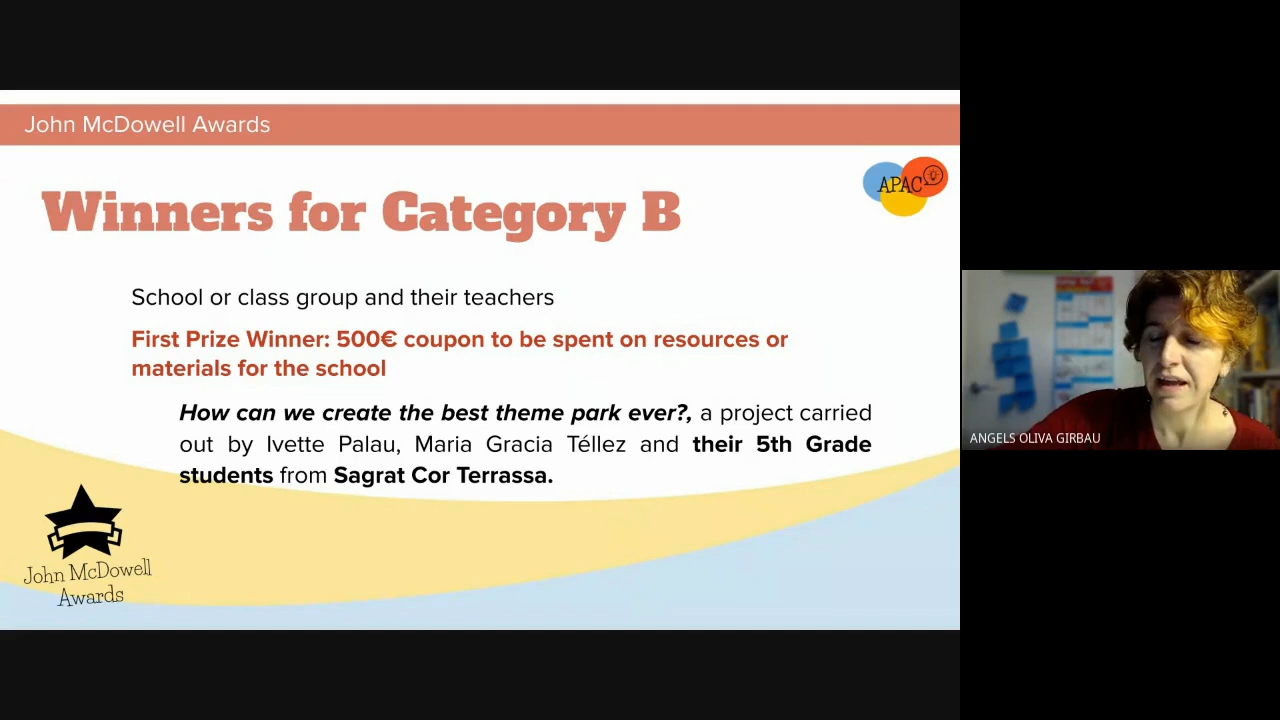 John McDowell Awards
APAC
Winners for Category B
School or class group and their teachers
First Prize Winner: 500€ coupon to be spent on resources or
materials for the school
How can we create the best theme park ever?, a project carried
out by Ivette Palau, Maria Gracia Téllez and their 5th Grade
students from Sagrat Cor Terrassa.
John McDowell
Awards
ANGELS OLIVA GIRBAU